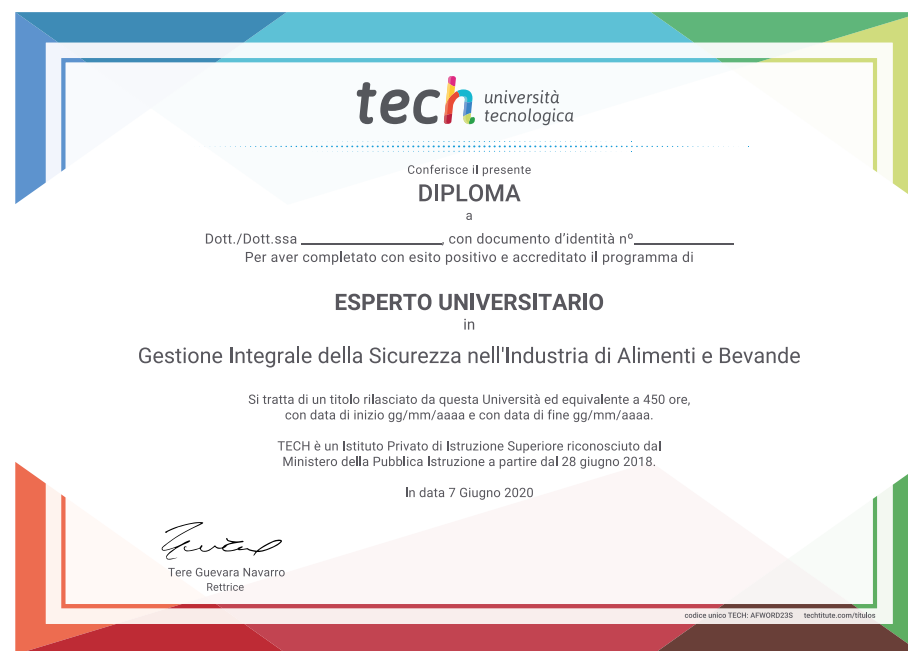 tech università
tecnologica
Conferisce il presente
DIPLOMA
a
Dott./Dott.ssa ____________________, con documento d'identità nº______________
Per aver completato con esito positivo e accreditato il programma di
ESPERTO UNIVERSITARIO
in
Gestione Integrale della Sicurezza nell'Industria di Alimenti e Bevande
Si tratta di un titolo rilasciato da questa Università ed equivalente a 450 ore,
con data di inizio gg/mm/aaaa e con data di fine gg/mm/aaaa.
TECH è un Istituto Privato di Istruzione Superiore riconosciuto dal
Ministero della Pubblica Istruzione a partire dal 28 giugno 2018.
In data 7 Giugno 2020
Tere Guevara Navarro
Rettrice
codice unico TECH: AFWORD23S techtitute.com/titulos